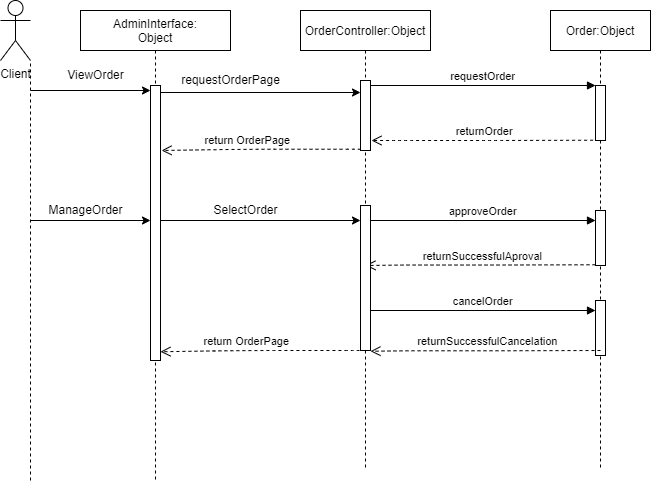 AdminInterface:
Object
OrderController:Object
Order:Object
Client
ViewOrder
requestOrderPage
requestOrder
returnOrder
return OrderPage
ManageOrder
SelectOrder
approveOrder
returnSuccessfulAproval
cancelOrder
return OrderPage
returnSuccessfulCancelation